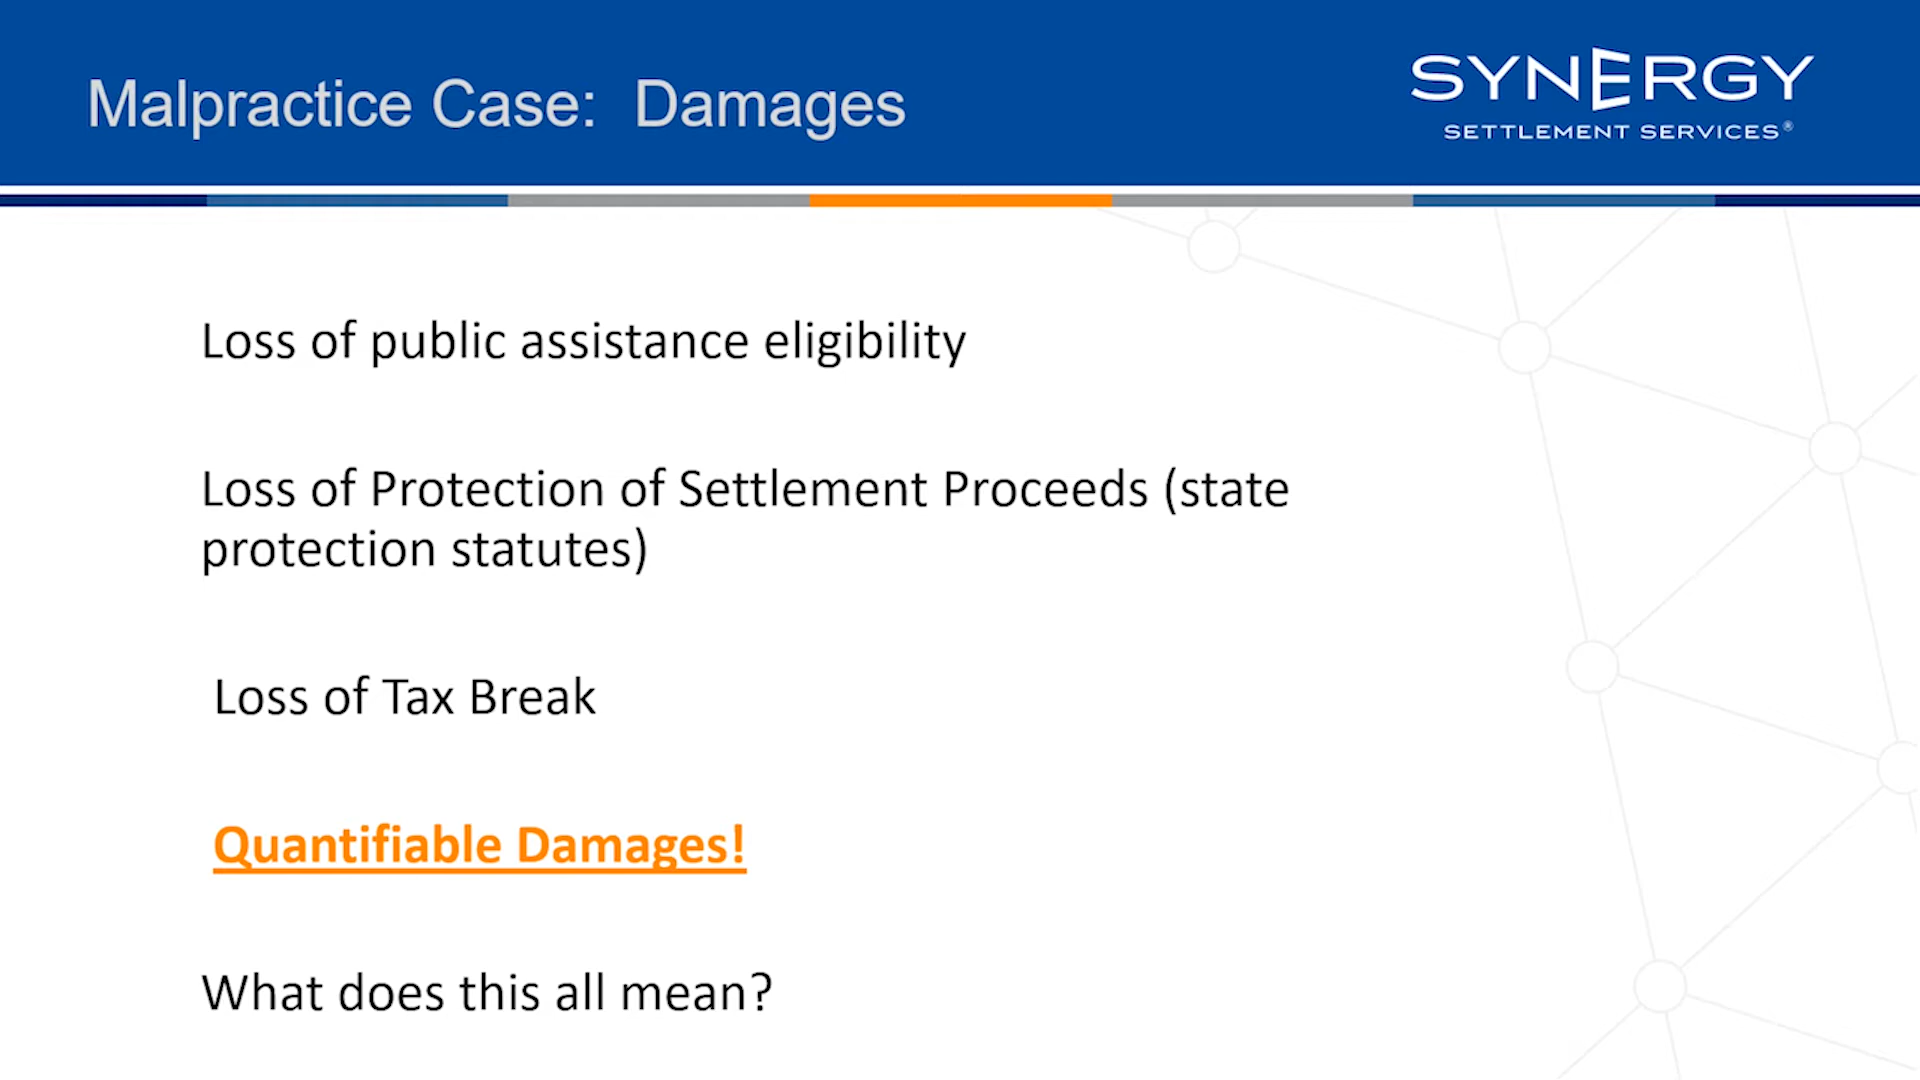 Malpractice Case: Damages
SYNERGY
SETTLEMENT SERVICES®
Loss of public assistance eligibility
Loss of Protection of Settlement Proceeds (state
protection statutes)
Loss of Tax Break
Quantifiable Damages!
What does this all mean?